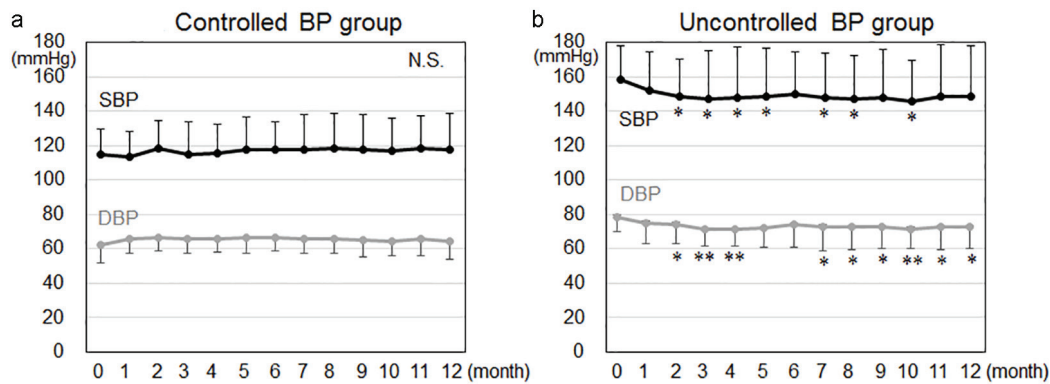 a
Controlled BP group
180
(mmHg)
160
140
120
100
80
60
40
20
0
N.S.
SBP
DBP
0 1 2 3 4 5 6 7 8 9 10 11 12 (month)
b
Uncontrolled BP group
180
(mmHg)
160
140
120
100
80
60
40
20
0
* * * * * * *
SBP
DBP
* ** ** * * * ** * *
0 1 2 3 4 5 6 7 8 9 10 11 12 (month)